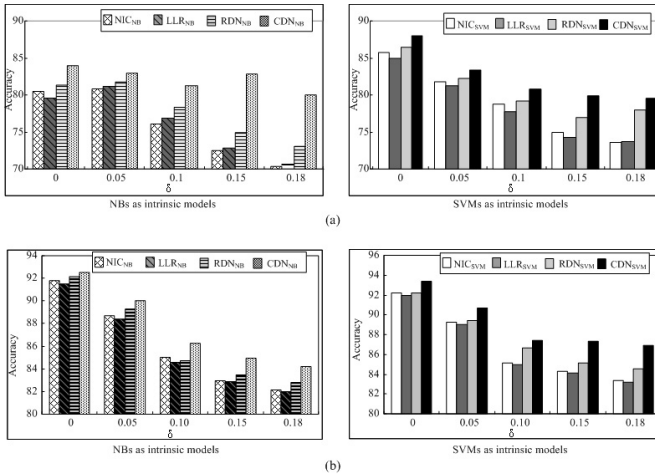 NIC_NB LLR_NB RDN_NB CDN_NB
Accuracy
90
85
80
75
70
0 0.05 0.1 0.15 0.18
δ
NBs as intrinsic models
NIC_SVM LLR_SVM RDN_SVM CDN_SVM
Accuracy
90
85
80
75
70
0 0.05 0.1 0.15 0.18
δ
SVMs as intrinsic models
(a)
NIC_NB LLR_NB RDN_NB CDN_NB
Accuracy
94
92
90
88
86
84
82
80
0 0.05 0.10 0.15 0.18
δ
NBs as intrinsic models
NIC_SVM LLR_SVM RDN_SVM CDN_SVM
Accuracy
96
94
92
90
88
86
84
82
80
0 0.05 0.10 0.15 0.18
δ
SVMs as intrinsic models
(b)